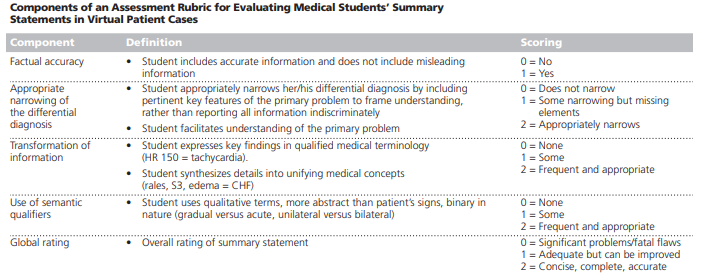 Components of an Assessment Rubric for Evaluating Medical Students' Summary
Statements in Virtual Patient Cases
Component Definition Scoring
Factual accuracy • Student includes accurate information and does not include misleading 0 = No
information 1 = Yes
Appropriate • Student appropriately narrows her/his differential diagnosis by including 0 = Does not narrow
narrowing of pertinent key features of the primary problem to frame understanding, 1 = Some narrowing but missing
the differential rather than reporting all information indiscriminately elements
diagnosis • Student facilitates understanding of the primary problem 2 = Appropriately narrows
Transformation of • Student expresses key findings in qualified medical terminology 0 = None
information (HR 150 = tachycardia). 1 = Some
• Student synthesizes details into unifying medical concepts 2 = Frequent and appropriate
(rales, S3, edema = CHF)
Use of semantic • Student uses qualitative terms, more abstract than patient's signs, binary in 0 = None
qualifiers nature (gradual versus acute, unilateral versus bilateral) 1 = Some
2 = Frequent and appropriate
Global rating • Overall rating of summary statement 0 = Significant problems/fatal flaws
1 = Adequate but can be improved
2 = Concise, complete, accurate